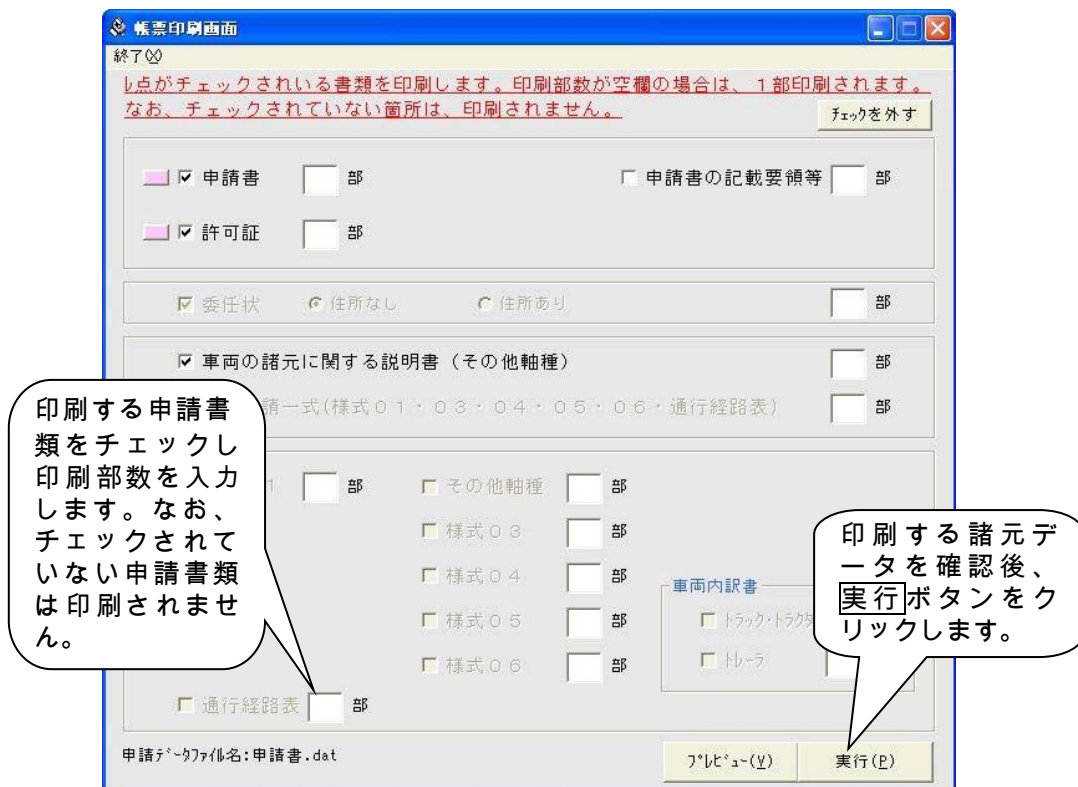 帳票印刷画面
終了(X)
レ点がチェックされいる書類を印刷します。印刷部数が空欄の場合は、1部印刷されます。
なお、チェックされていない箇所は、印刷されません。
ﾁｪｯｸを外す
申請書 部 申請書の記載要領等 部
許可証 部
委任状 住所なし 住所あり 部
車両の諸元に関する説明書(その他軸種) 部
請一式(様式01・03・04・05・06・通行経路表) 部
1 部 その他軸種 部
様式03 部
様式04 部
車両内訳書
様式05 部 ﾄﾗｯｸ・ﾄﾗｸﾀ
様式06 部 ﾄﾚｰﾗ
通行経路表 部
申請ﾃﾞｰﾀﾌｧｲﾙ名:申請書.dat
ﾌﾟﾚﾋﾞｭｰ(V) 実行(P)
印刷する申請書
類をチェックし
印刷部数を入力
します。なお、
チェックされて
いない申請書類
は印刷されませ
ん。
印刷する諸元デ
ータを確認後、
実行ボタンをク
リックします。